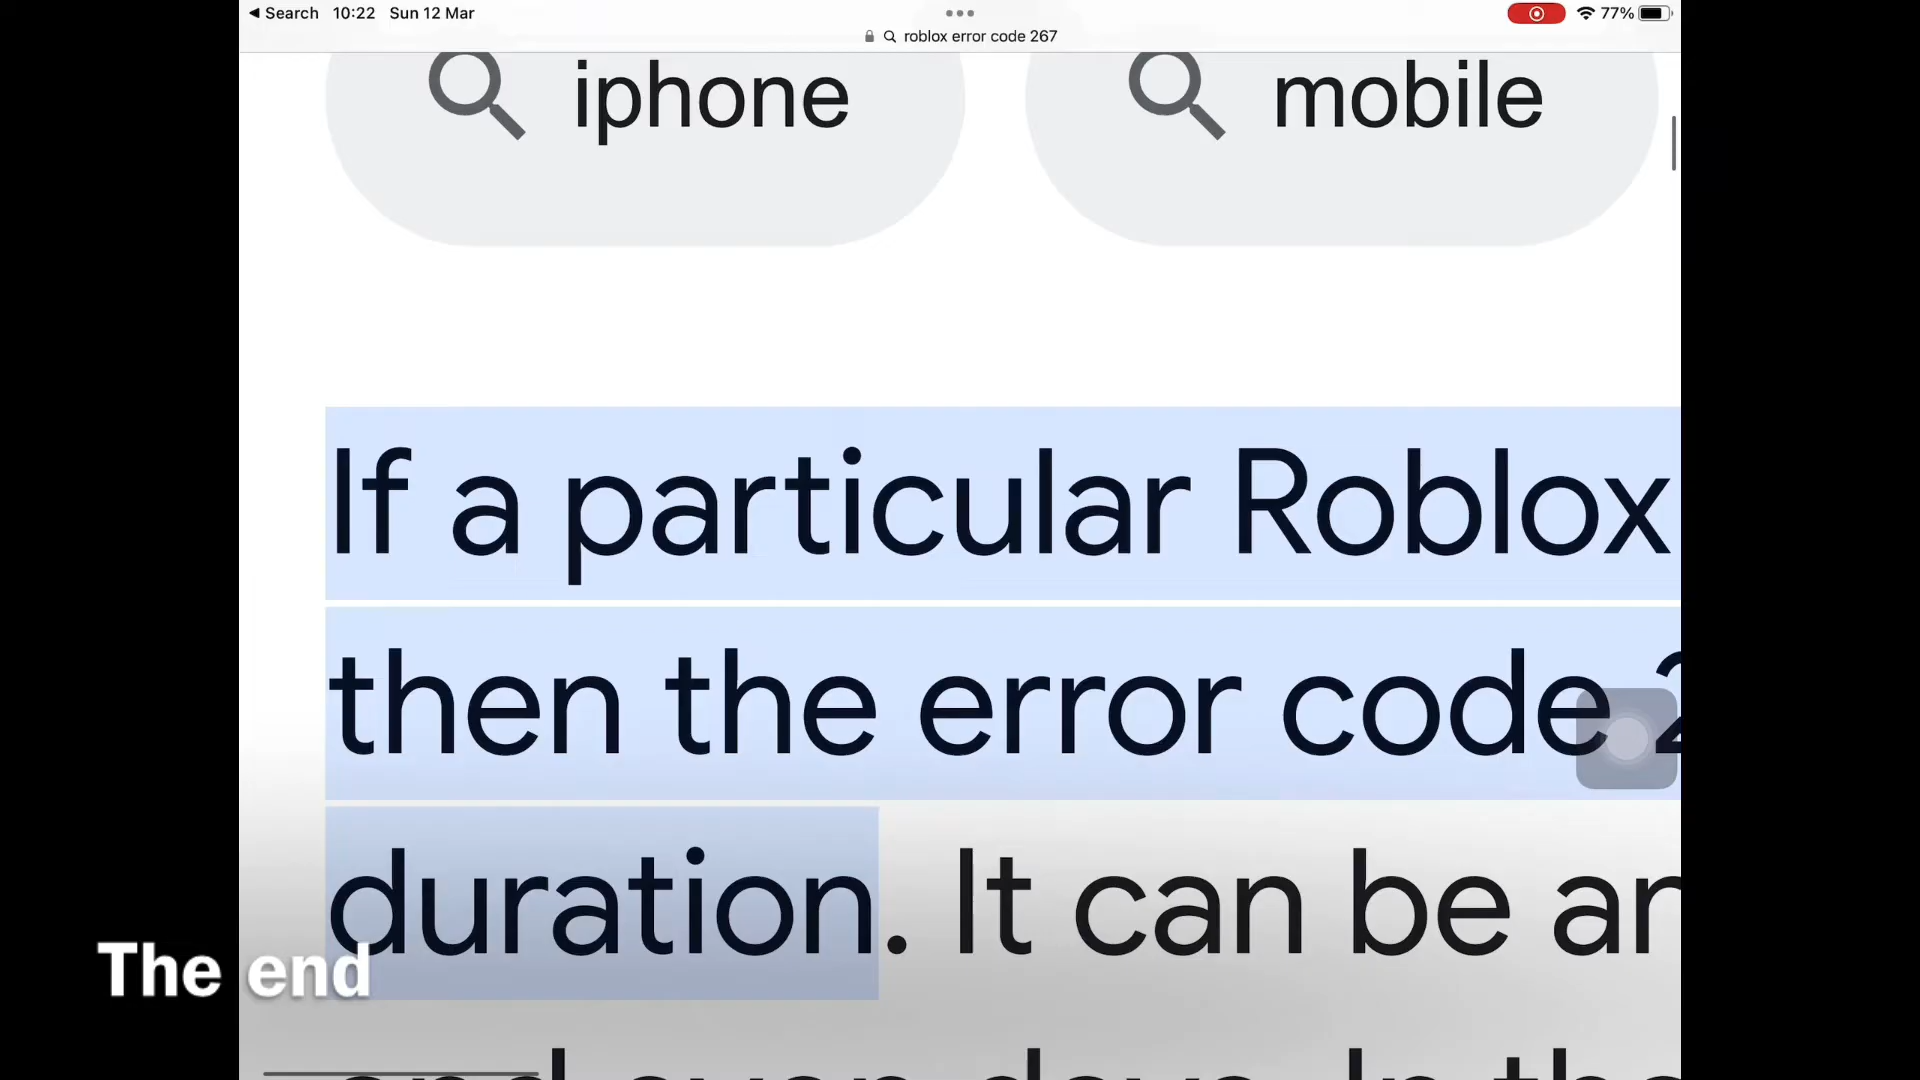 Search 10:22 Sun 12 Mar
77%
roblox error code 267
iphone
mobile
If a particular Roblox
then the error code
duration. It can be
The end